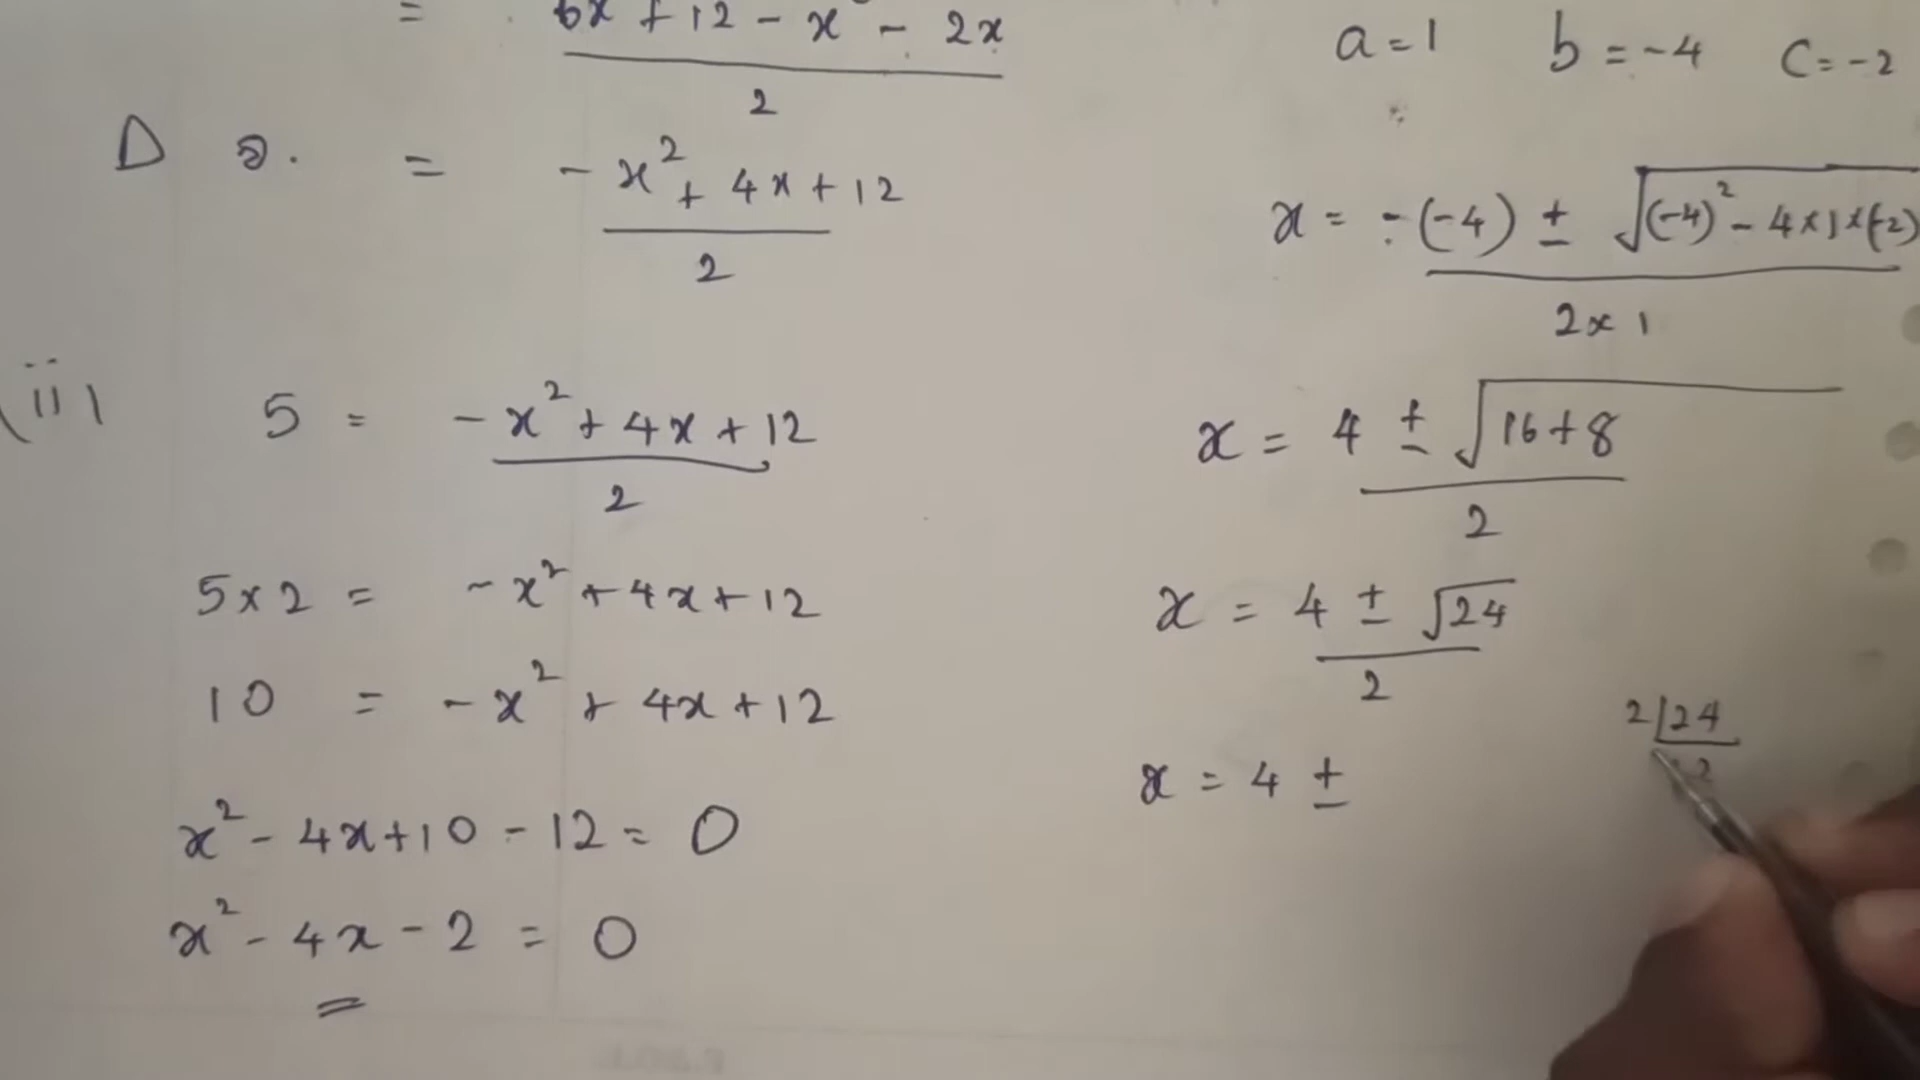 = 6x + 12 - x² - 2x
2
= - x² + 4x + 12
2
(ii) 5 = - x² + 4x + 12
2
5 × 2 = - x² + 4x + 12
10 = - x² + 4x + 12
x² - 4x + 10 - 12 = 0
x² - 4x - 2 = 0
a = 1 b = -4 c = -2
x = - (-4) ± √(-4)² - 4 × 1 × (-2)
2 × 1
x = 4 ± √16 + 8
2
x = 4 ± √24
2
x = 4 ±
2 | 24